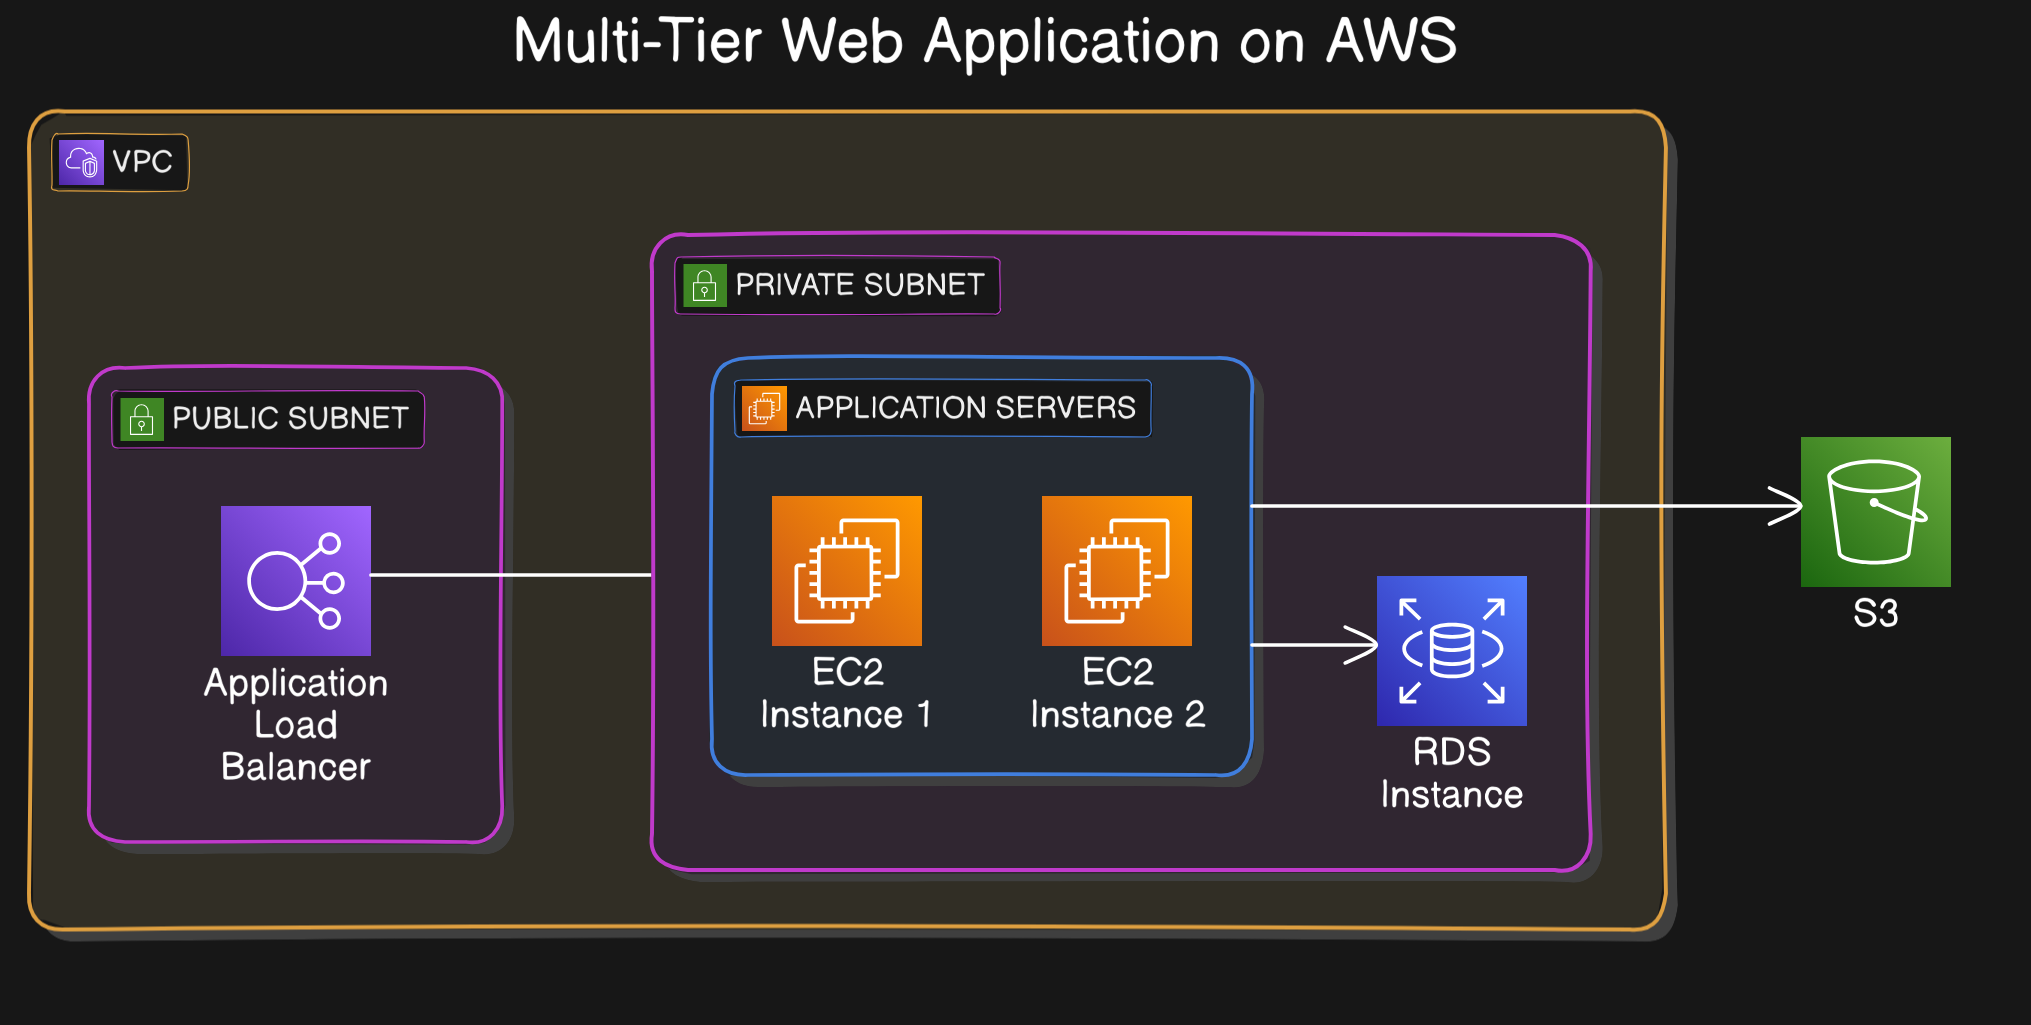 Multi-Tier Web Application on AWS
VPC
PRIVATE SUBNET
PUBLIC SUBNET
APPLICATION SERVERS
Application
Load
Balancer
EC2
Instance 1
EC2
Instance 2
RDS
Instance
S3